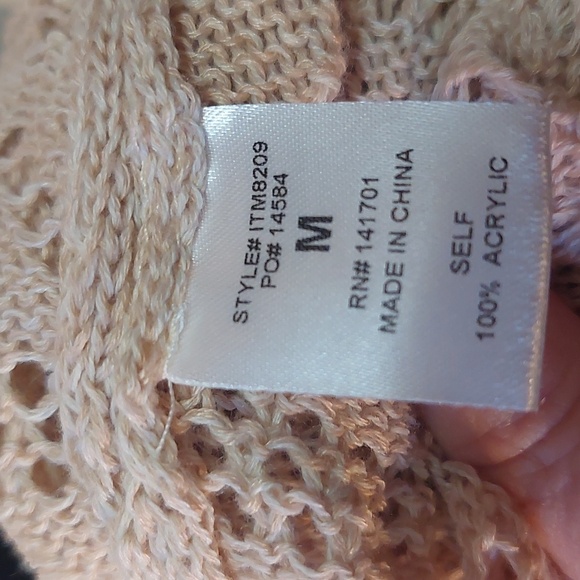 STYLE# ITM8209
PO# 14584
M
RN# 141701
MADE IN CHINA
SELF
100% ACRYLIC